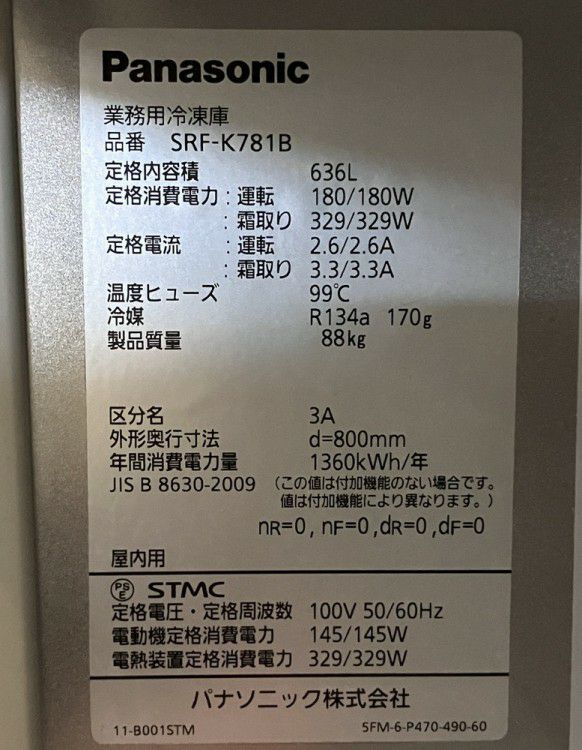 Panasonic
業務用冷凍庫
品番 SRF-K781B
定格内容積 636L
定格消費電力:運転 180/180W
:霜取り 329/329W
定格電流 :運転 2.6/2.6A
:霜取り 3.3/3.3A
温度ヒューズ 99℃
冷媒 R134a 170g
製品質量 88kg
区分名 3A
外形奥行寸法 d=800mm
年間消費電力量 1360kWh/年
JIS B 8630-2009 (この値は付加機能のない場合です。
値は付加機能により異なります。)
nR=0, nF=0,dR=0,dF=0
屋内用
PSE STMC
定格電圧・定格周波数 100V 50/60Hz
電動機定格消費電力 145/145W
電熱装置定格消費電力 329/329W
パナソニック株式会社
11-B001STM 5FM-6-P470-490-60